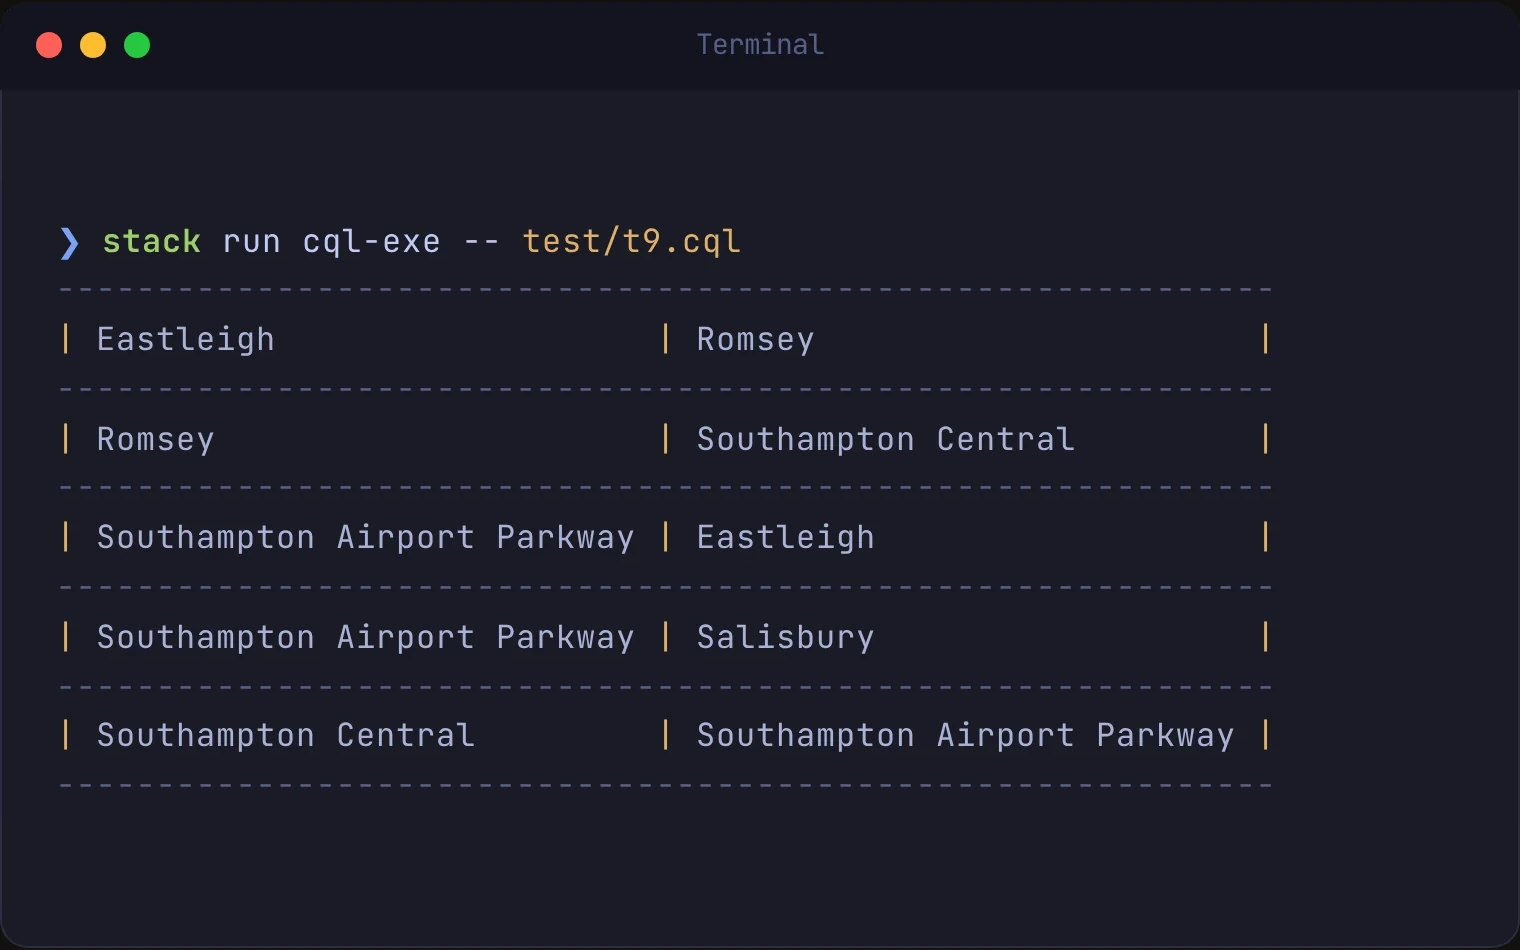 Terminal
❯ stack run cql-exe -- test/t9.cql
-------------------------------------------------------------
| Eastleigh                   | Romsey                      |
-------------------------------------------------------------
| Romsey                      | Southampton Central         |
-------------------------------------------------------------
| Southampton Airport Parkway | Eastleigh                   |
-------------------------------------------------------------
| Southampton Airport Parkway | Salisbury                   |
-------------------------------------------------------------
| Southampton Central         | Southampton Airport Parkway |
-------------------------------------------------------------